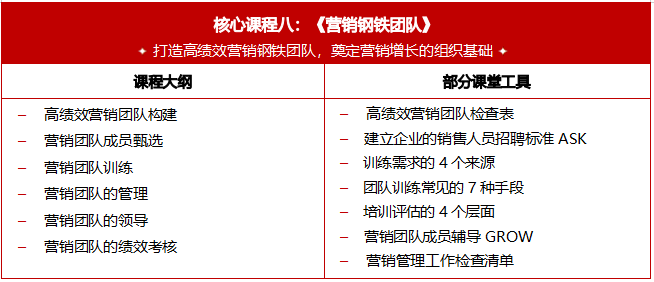 核心课程八：《营销钢铁团队》
✦ 打造高绩效营销钢铁团队，奠定营销增长的组织基础 ✦
课程大纲
– 高绩效营销团队构建
– 营销团队成员甄选
– 营销团队训练
– 营销团队的管理
– 营销团队的领导
– 营销团队的绩效考核
部分课堂工具
– 高绩效营销团队检查表
– 建立企业的销售人员招聘标准 ASK
– 训练需求的 4 个来源
– 团队训练常见的 7 种手段
– 培训评估的 4 个层面
– 营销团队成员辅导 GROW
– 营销管理工作检查清单